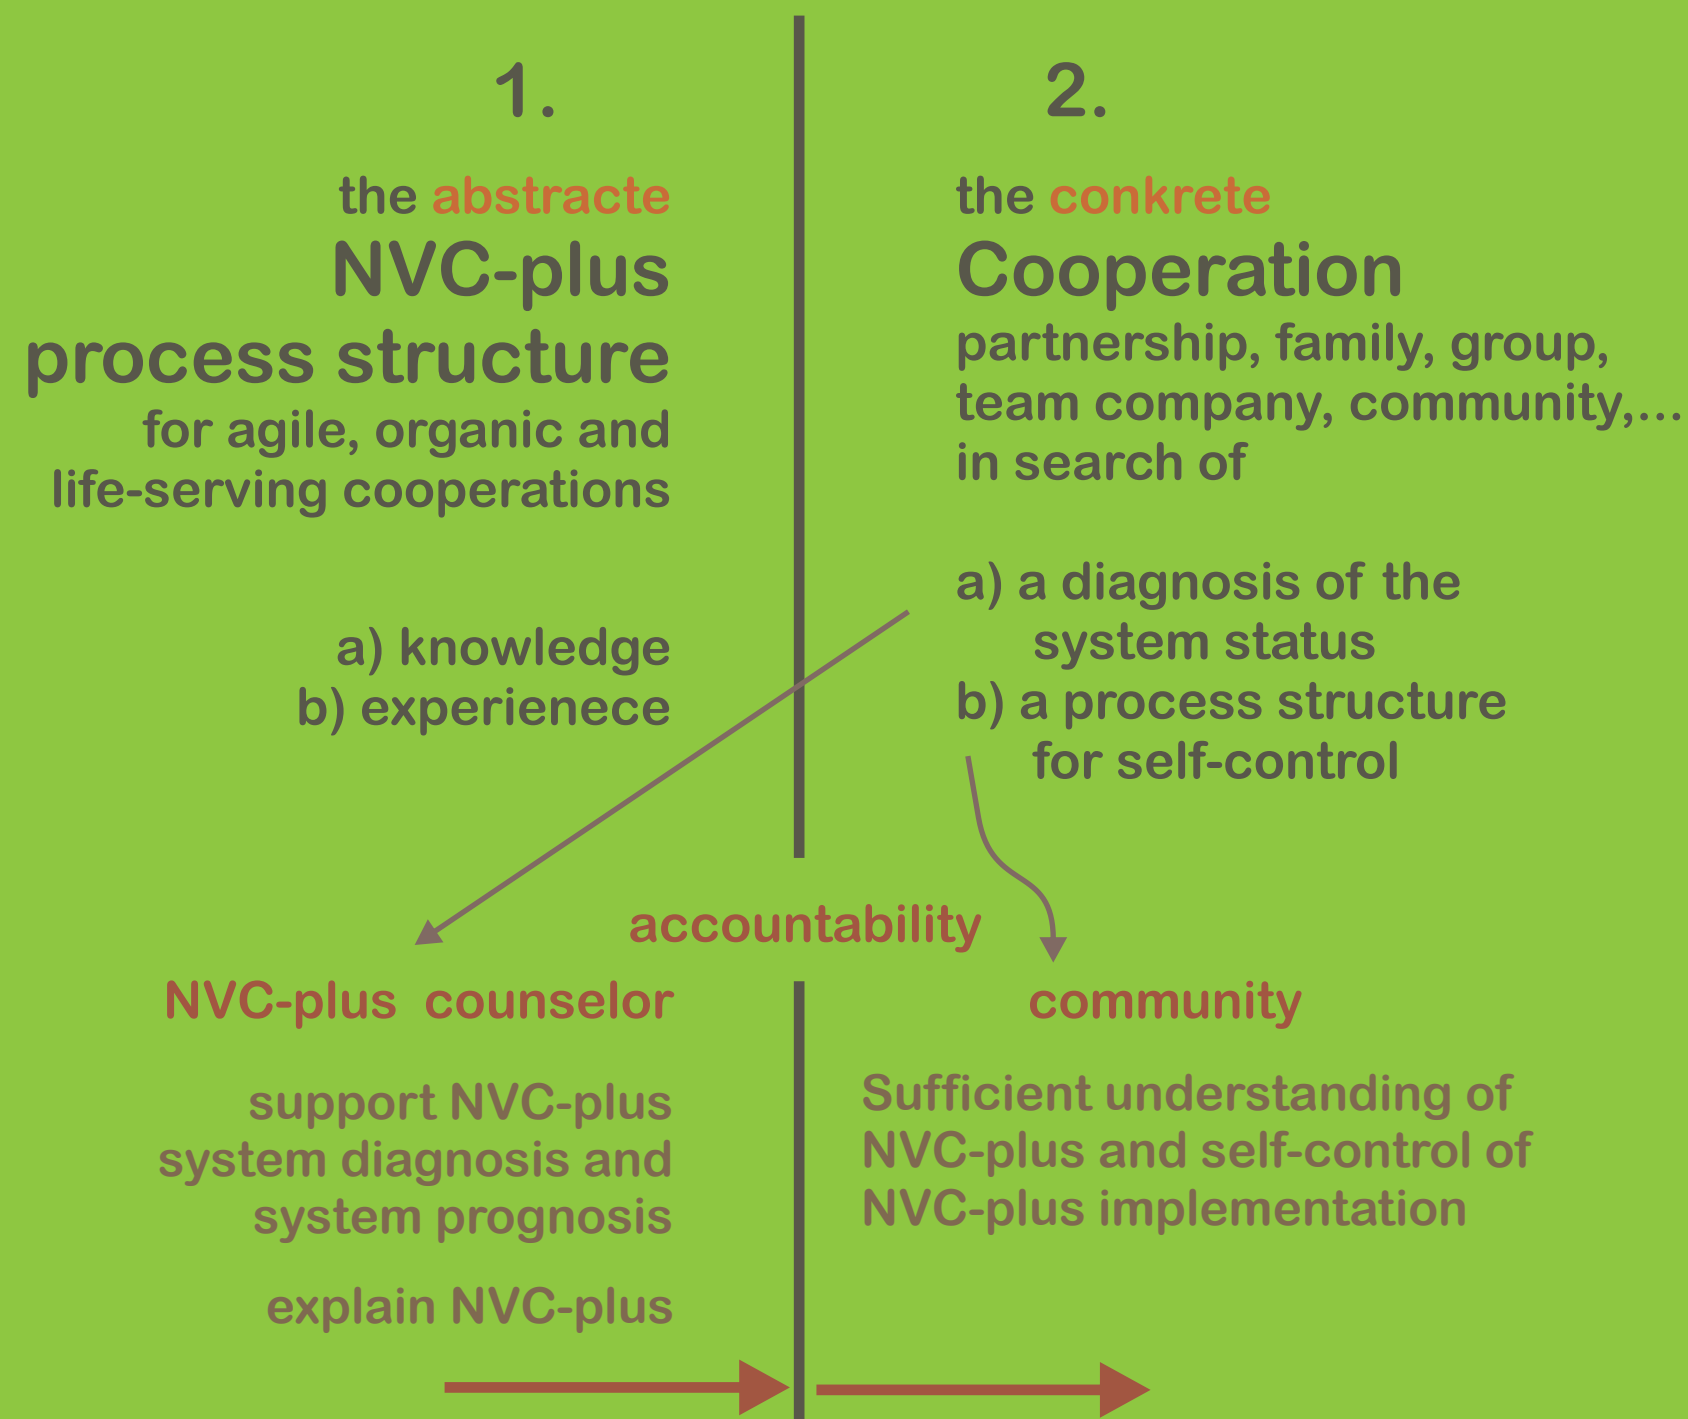 1.
the abstracte
NVC-plus
process structure
for agile, organic and
life-serving cooperations
a) knowledge
b) experienece
2.
the conkrete
Cooperation
partnership, family, group,
team company, community,...
in search of
a) a diagnosis of the
system status
b) a process structure
for self-control
accountability
NVC-plus counselor
support NVC-plus
system diagnosis and
system prognosis
explain NVC-plus
community
Sufficient understanding of
NVC-plus and self-control of
NVC-plus implementation